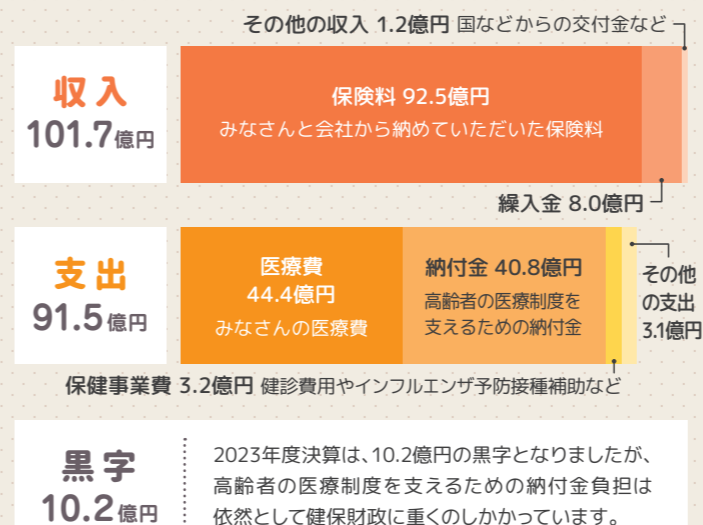 その他の収入 1.2億円 国などからの交付金など
収入
101.7億円
保険料 92.5億円
みなさんと会社から納めていただいた保険料
繰入金 8.0億円
支出
91.5億円
医療費
44.4億円
みなさんの医療費
納付金 40.8億円
高齢者の医療制度を
支えるための納付金
その他
の支出
3.1億円
保健事業費 3.2億円 健診費用やインフルエンザ予防接種補助など
黒字
10.2億円
2023年度決算は、10.2億円の黒字となりましたが、
高齢者の医療制度を支えるための納付金負担は
依然として健保財政に重くのしかかっています。